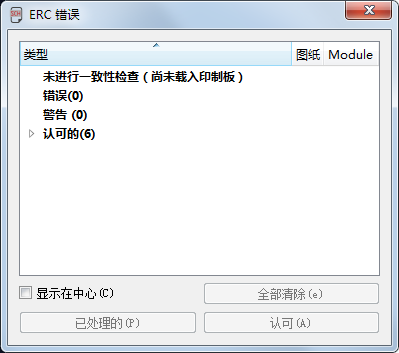 ERC 错误
类型 图纸 Module
未进行一致性检查（尚未载入印制板）
错误(0)
警告 (0)
认可的(6)
显示在中心(C) 全部清除(e)
已处理的(P) 认可(A)